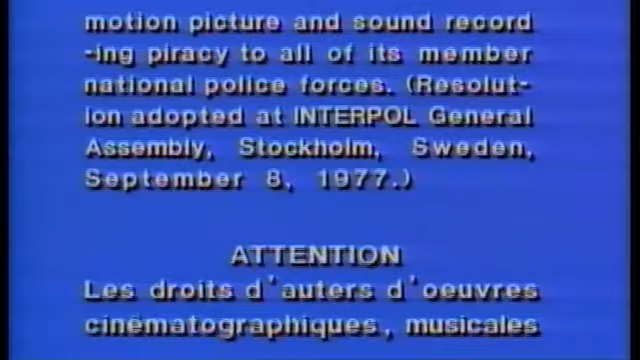 motion picture and sound record
-ing piracy to all of its member
national police forces. (Resolut-
ion adopted at INTERPOL General
Assembly, Stockholm, Sweden,
September 8, 1977.)
ATTENTION
Les droits d'auters d'oeuvres
cinématographiques, musicales